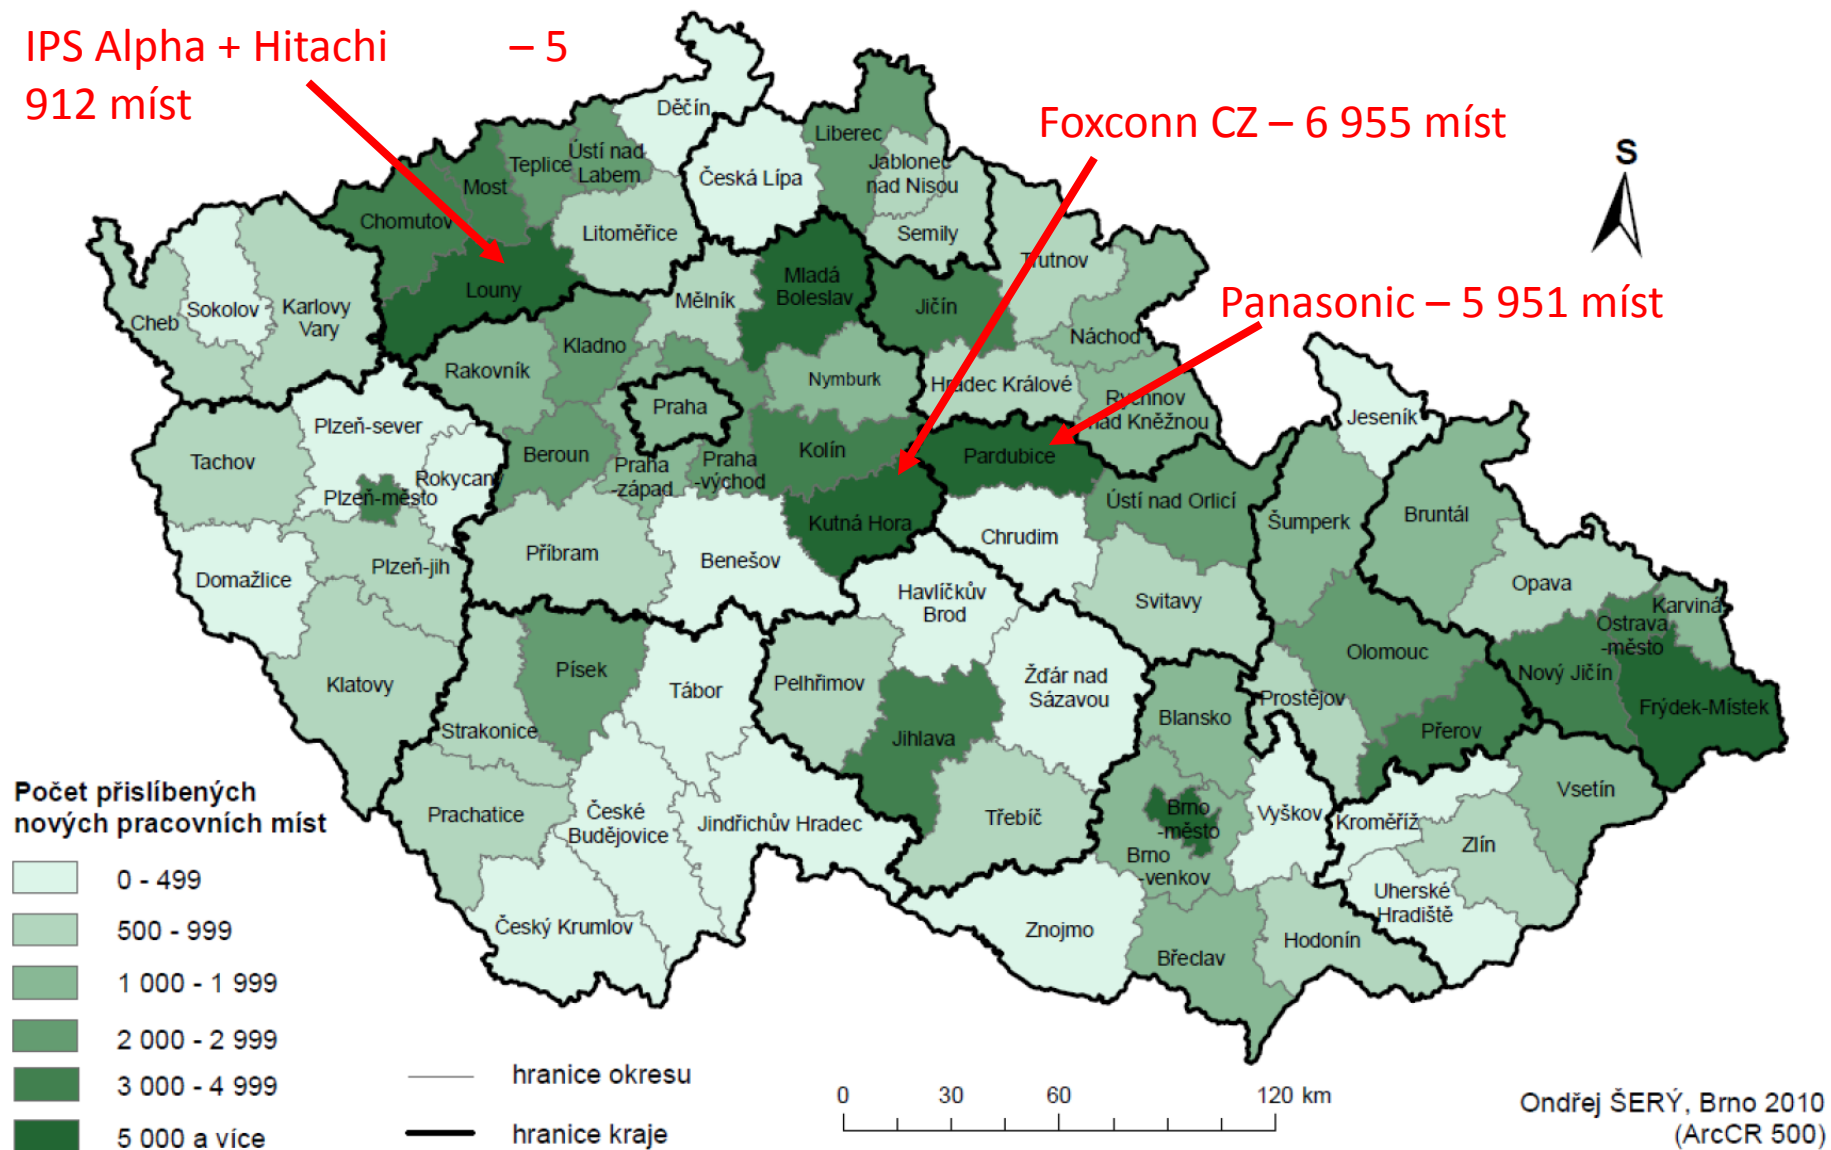 IPS Alpha + Hitachi – 5
912 míst
Foxconn CZ – 6 955 míst
Panasonic – 5 951 míst
S
Děčín
Liberec
Ústí nad
Labem
Teplice
Jablonec
nad Nisou
Česká Lípa
Most
Chomutov
Litoměřice
Semily
Trutnov
Mladá
Boleslav
Louny
Mělník
Jičín
Sokolov
Karlovy
Vary
Cheb
Náchod
Kladno
Rakovník
Nymburk
Hradec Králové
Rychnov
nad Kněžnou
Praha
Jeseník
Plzeň-sever
Tachov
Rokycany
Beroun
Praha
-západ
Praha
-východ
Kolín
Pardubice
Plzeň-město
Ústí nad Orlicí
Šumperk
Bruntál
Kutná Hora
Chrudim
Příbram
Benešov
Plzeň-jih
Domažlice
Opava
Havlíčkův
Brod
Svitavy
Karviná
Ostrava
-město
Olomouc
Nový Jičín
Písek
Klatovy
Tábor
Pelhřimov
Žďár nad
Sázavou
Prostějov
Frýdek-Místek
Blansko
Strakonice
Jihlava
Přerov
Vsetín
Prachatice
České
Budějovice
Jindřichův Hradec
Třebíč
Brno
-město
Vyškov
Kroměříž
Zlín
Brno
-venkov
Uherské
Hradiště
Český Krumlov
Znojmo
Hodonín
Břeclav
Počet přislíbených
nových pracovních míst
0 - 499
500 - 999
1 000 - 1 999
2 000 - 2 999
3 000 - 4 999
5 000 a více
hranice okresu
hranice kraje
0 30 60 120 km
Ondřej ŠERÝ, Brno 2010
(ArcCR 500)